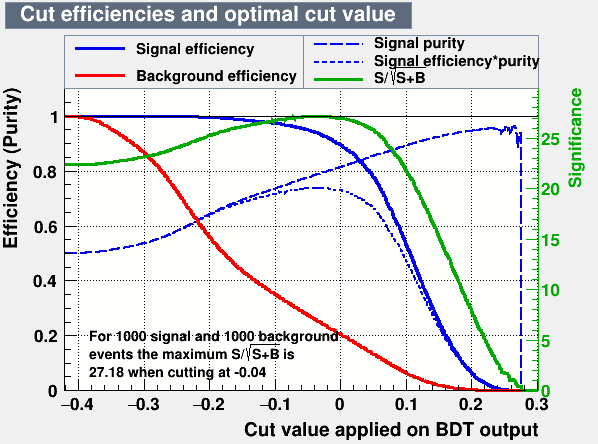 Cut efficiencies and optimal cut value
Signal efficiency
Background efficiency
Signal purity
Signal efficiency*purity
S/√S+B
Efficiency (Purity)
1
0.8
0.6
0.4
0.2
0
Significance
25
20
15
10
5
0
For 1000 signal and 1000 background
events the maximum S/√S+B is
27.18 when cutting at -0.04
−0.4 −0.3 −0.2 −0.1 0 0.1 0.2 0.3
Cut value applied on BDT output